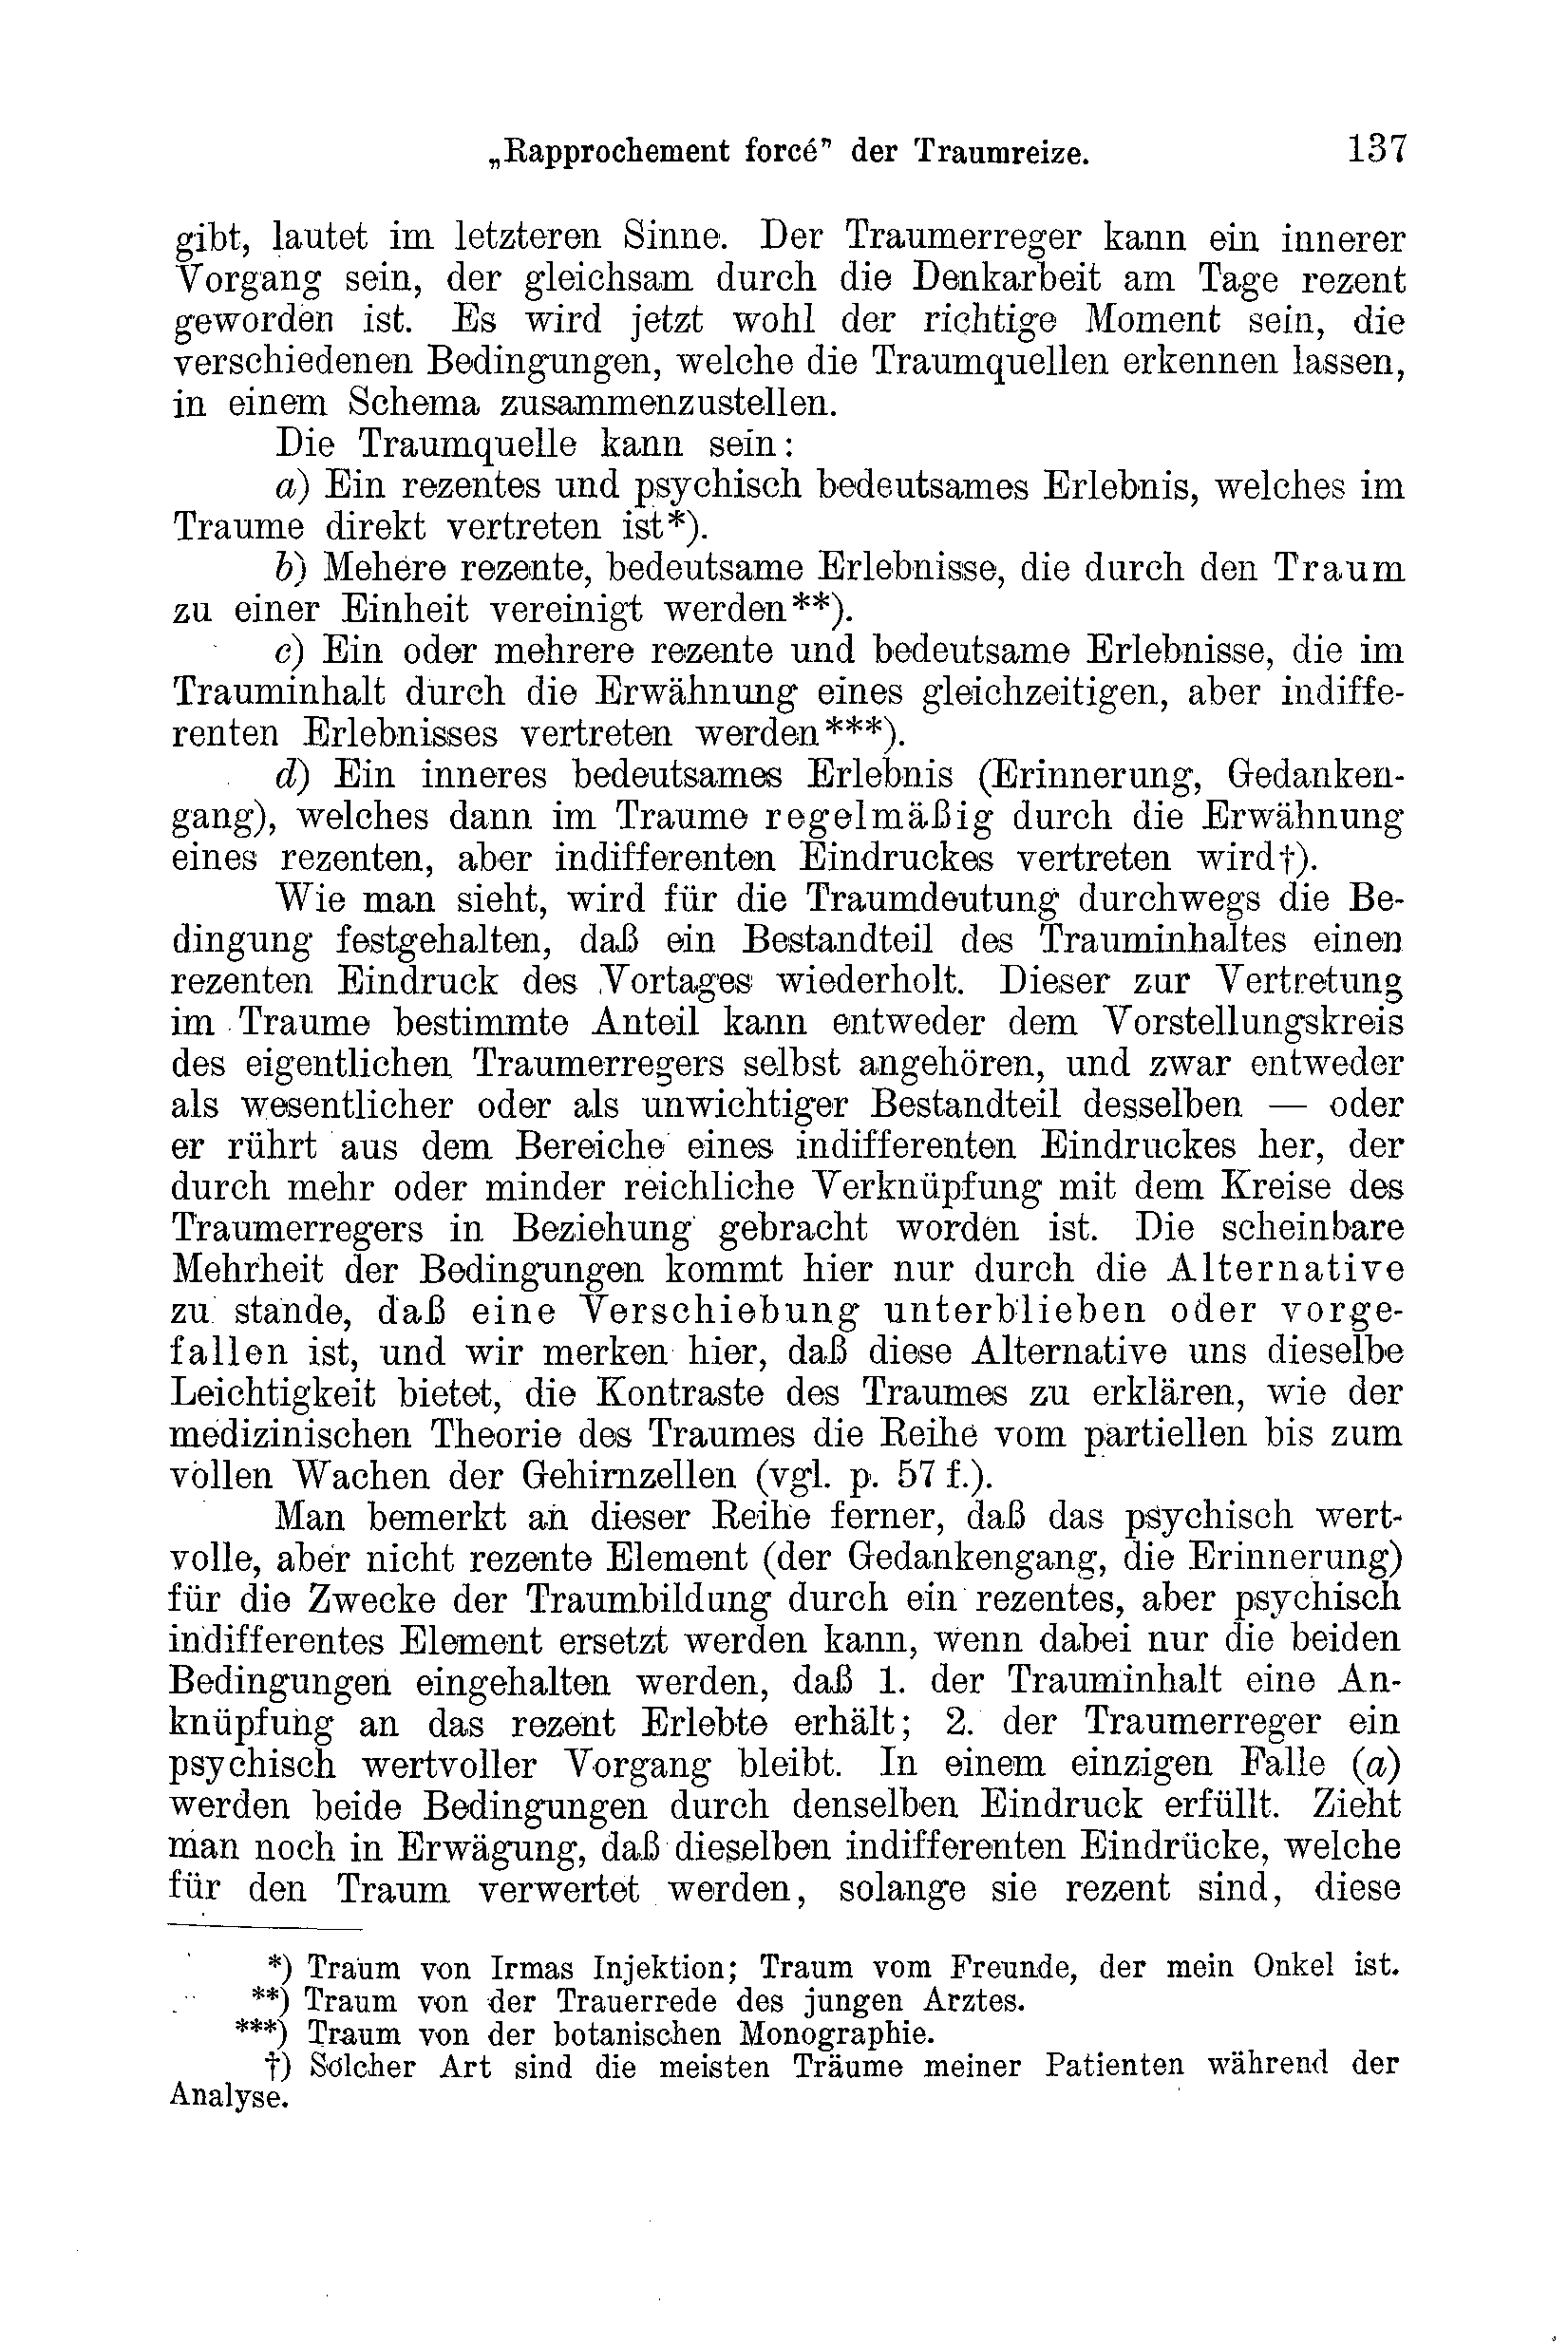 „Rapprochement forcé" der Traumreize. 137
gibt, lautet im letzteren Sinne. Der Traumerreger kann ein innerer
Vorgang sein, der gleichsam durch die Denkarbeit am Tage rezent
geworden ist. Es wird jetzt wohl der richtige Moment sein, die
verschiedenen Bedingungen, welche die Traumquellen erkennen lassen,
in einem Schema zusammenzustellen.
Die Traumquelle kann sein:
a) Ein rezentes und psychisch bedeutsames Erlebnis, welches im
Traume direkt vertreten ist*).
b) Mehere rezente, bedeutsame Erlebnisse, die durch den Traum
zu einer Einheit vereinigt werden**).
c) Ein oder mehrere rezente und bedeutsame Erlebnisse, die im
Trauminhalt durch die Erwähnung eines gleichzeitigen, aber indiffe-
renten Erlebnisses vertreten werden***).
d) Ein inneres bedeutsames Erlebnis (Erinnerung, Gedanken-
gang), welches dann im Traume regelmäßig durch die Erwähnung
eines rezenten, aber indifferenten Eindruckes vertreten wird†).
Wie man sieht, wird für die Traumdeutung durchwegs die Be-
dingung festgehalten, daß ein Bestandteil des Trauminhaltes einen
rezenten Eindruck des Vortages wiederholt. Dieser zur Vertretung
im Traume bestimmte Anteil kann entweder dem Vorstellungskreis
des eigentlichen Traumerregers selbst angehören, und zwar entweder
als wesentlicher oder als unwichtiger Bestandteil desselben — oder
er rührt aus dem Bereiche eines indifferenten Eindruckes her, der
durch mehr oder minder reichliche Verknüpfung mit dem Kreise des
Traumerregers in Beziehung gebracht worden ist. Die scheinbare
Mehrheit der Bedingungen kommt hier nur durch die Alternative
zu stande, daß eine Verschiebung unterblieben oder vorge-
fallen ist, und wir merken hier, daß diese Alternative uns dieselbe
Leichtigkeit bietet, die Kontraste des Traumes zu erklären, wie der
medizinischen Theorie des Traumes die Reihe vom partiellen bis zum
vollen Wachen der Gehirnzellen (vgl. p. 57 f.).
Man bemerkt an dieser Reihe ferner, daß das psychisch wert-
volle, aber nicht rezente Element (der Gedankengang, die Erinnerung)
für die Zwecke der Traumbildung durch ein rezentes, aber psychisch
indifferentes Element ersetzt werden kann, wenn dabei nur die beiden
Bedingungen eingehalten werden, daß 1. der Trauminhalt eine An-
knüpfung an das rezent Erlebte erhält; 2. der Traumerreger ein
psychisch wertvoller Vorgang bleibt. In einem einzigen Falle (a)
werden beide Bedingungen durch denselben Eindruck erfüllt. Zieht
man noch in Erwägung, daß dieselben indifferenten Eindrücke, welche
für den Traum verwertet werden, solange sie rezent sind, diese
*) Traum von Irmas Injektion; Traum vom Freunde, der mein Onkel ist.
**) Traum von der Trauerrede des jungen Arztes.
***) Traum von der botanischen Monographie.
†) Solcher Art sind die meisten Träume meiner Patienten während der
Analyse.